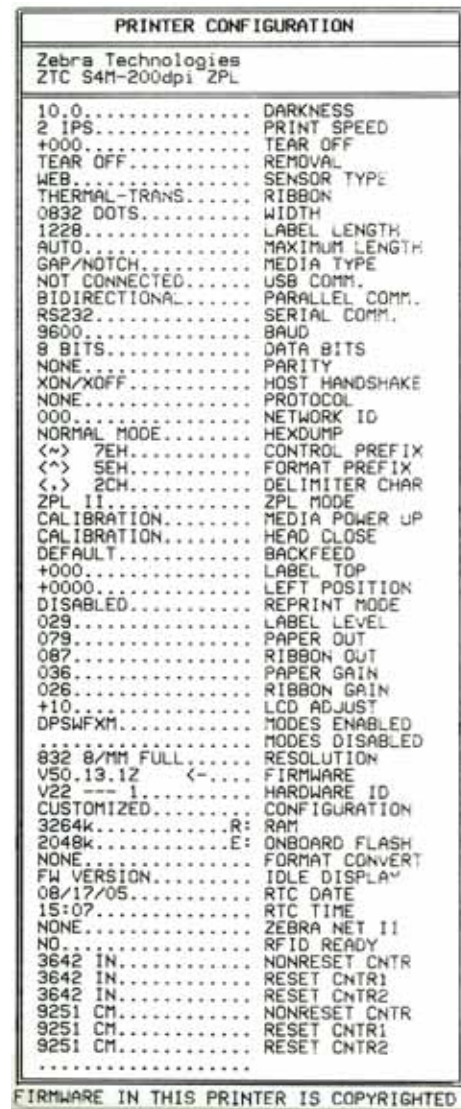 PRINTER CONFIGURATION
Zebra Technologies
ZTC S4M-200dpi ZPL
10.0............... DARKNESS
2 IPS.............. PRINT SPEED
+000............... TEAR OFF
TEAR OFF........... REMOVAL
WEB................ SENSOR TYPE
THERMAL-TRANS...... RIBBON
0832 DOTS.......... WIDTH
1228............... LABEL LENGTH
AUTO............... MAXIMUM LENGTH
GAP/NOTCH.......... MEDIA TYPE
NOT CONNECTED...... USB COMM.
BIDIRECTIONAL...... PARALLEL COMM.
RS232.............. SERIAL COMM.
9600............... BAUD
8 BITS............. DATA BITS
NONE............... PARITY
XON/XOFF........... HOST HANDSHAKE
NONE............... PROTOCOL
000................ NETWORK ID
NORMAL MODE........ HEXDUMP
<~> 7EH............ CONTROL PREFIX
<^> 5EH............ FORMAT PREFIX
<,> 2CH............ DELIMITER CHAR
ZPL II............. ZPL MODE
CALIBRATION........ MEDIA POWER UP
CALIBRATION........ HEAD CLOSE
DEFAULT............ BACKFEED
+000............... LABEL TOP
+0000.............. LEFT POSITION
DISABLED........... REPRINT MODE
029................ LABEL LEVEL
079................ PAPER OUT
087................ RIBBON OUT
036................ PAPER GAIN
026................ RIBBON GAIN
+10................ LCD ADJUST
DPSWFXM............ MODES ENABLED
................... MODES DISABLED
832 8/MM FULL...... RESOLUTION
V50.13.1Z <-.... FIRMWARE
V22 --- 1.......... HARDWARE ID
CUSTOMIZED......... CONFIGURATION
3264k............R: RAM
2048k............E: ONBOARD FLASH
NONE............... FORMAT CONVERT
FW VERSION......... IDLE DISPLAY
08/17/05........... RTC DATE
15:07.............. RTC TIME
NONE............... ZEBRA NET II
NO................. RFID READY
3642 IN............ NONRESET CNTR
3642 IN............ RESET CNTR1
3642 IN............ RESET CNTR2
9251 CM............ NONRESET CNTR
9251 CM............ RESET CNTR1
9251 CM............ RESET CNTR2
...................
FIRMWARE IN THIS PRINTER IS COPYRIGHTED